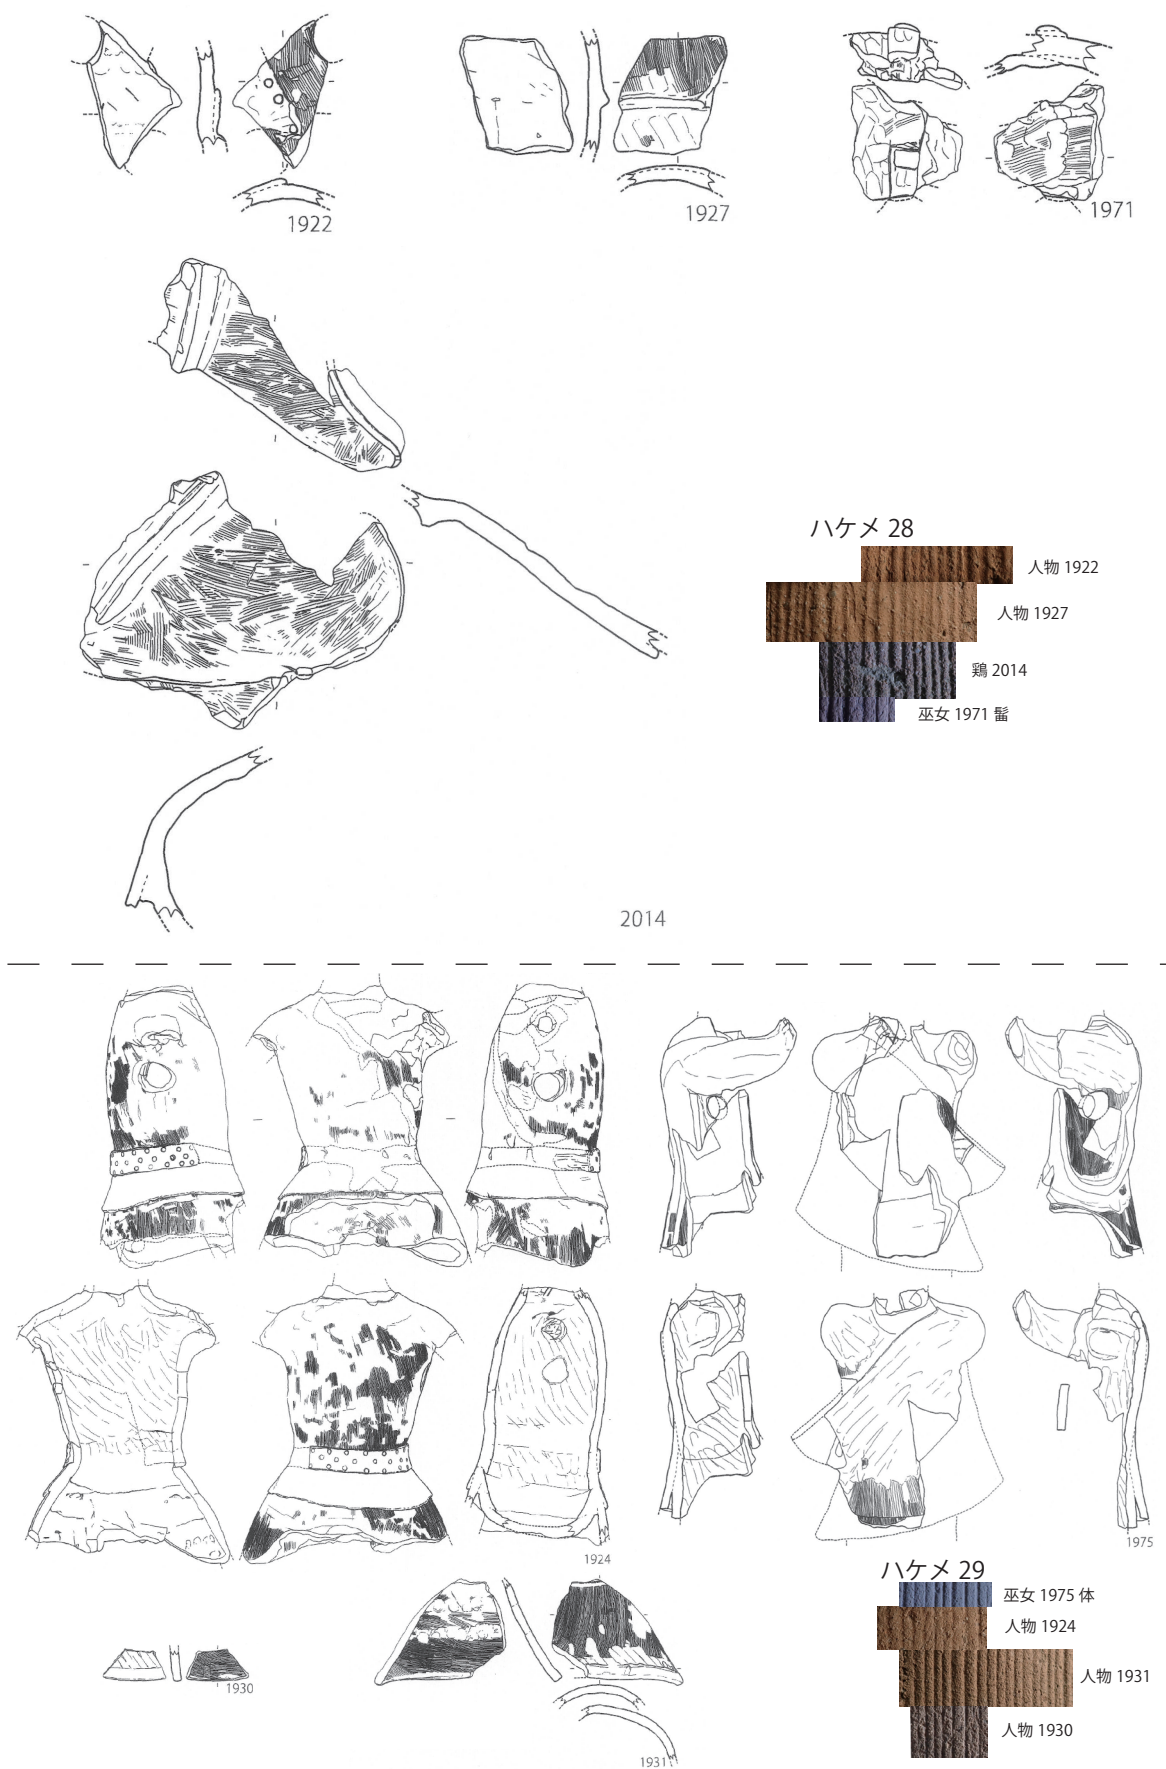 1922
1927
1971
ハケメ 28
人物 1922
人物 1927
鶏 2014
巫女 1971 髷
2014
1924
1975
ハケメ 29
巫女 1975 体
人物 1924
人物 1931
人物 1930
1930
1931